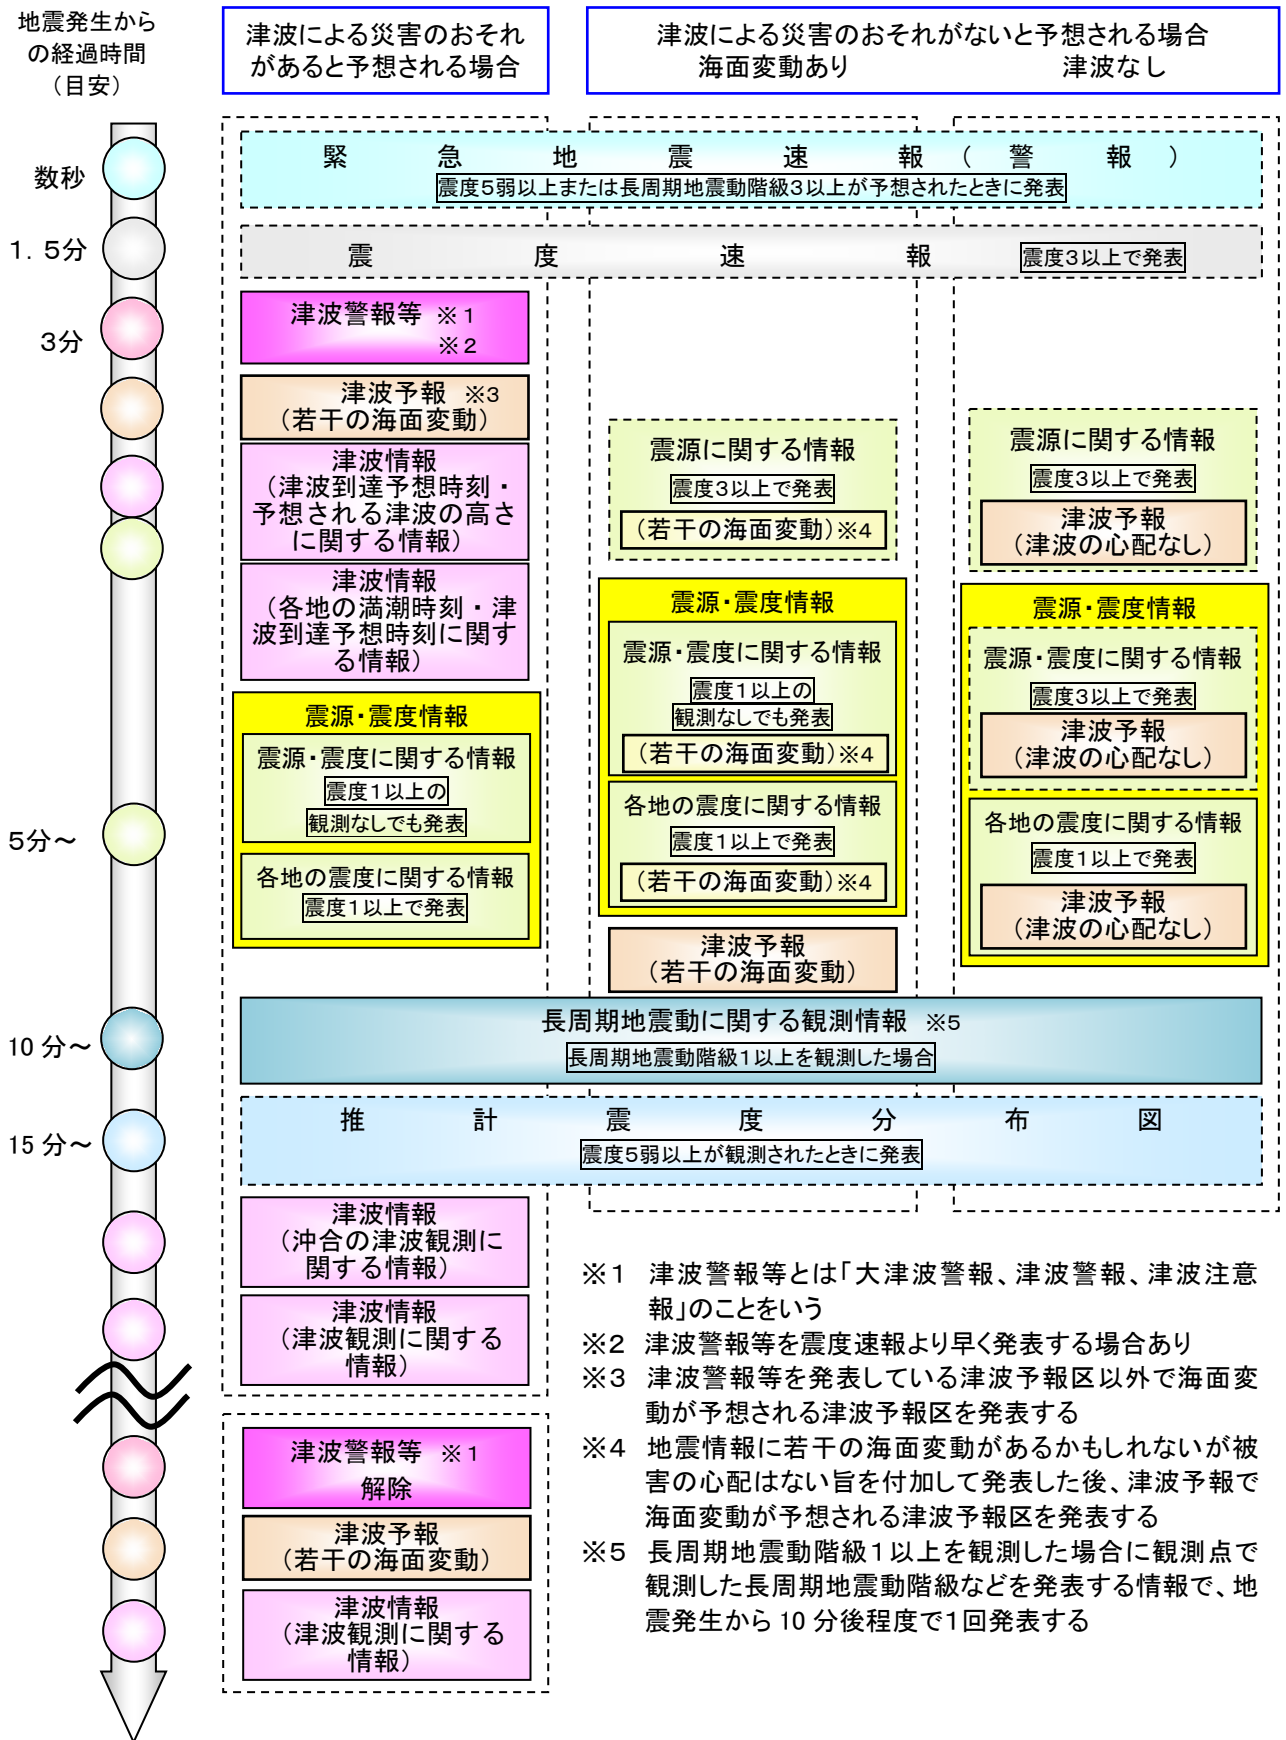 地震発生から
の経過時間
（目安）
津波による災害のおそれ
があると予想される場合
津波による災害のおそれがないと予想される場合
海面変動あり　津波なし
数秒
緊急地震速報（警報）
震度５弱以上または長周期地震動階級３以上が予想されたときに発表
１．５分
震度速報　震度３以上で発表
３分
津波警報等 ※１
※２
津波予報 ※３
（若干の海面変動）
津波情報
（津波到達予想時刻・
予想される津波の高さ
に関する情報）
津波情報
（各地の満潮時刻・津
波到達予想時刻に関す
る情報）
震源・震度情報
震源・震度に関する情報
震度１以上の
観測なしでも発表
各地の震度に関する情報
震度１以上で発表
震源に関する情報
震度３以上で発表
（若干の海面変動）※４
震源・震度情報
震源・震度に関する情報
震度１以上の
観測なしでも発表
（若干の海面変動）※４
各地の震度に関する情報
震度１以上で発表
（若干の海面変動）※４
津波予報
（若干の海面変動）
震源に関する情報
震度３以上で発表
津波予報
（津波の心配なし）
震源・震度情報
震源・震度に関する情報
震度３以上で発表
津波予報
（津波の心配なし）
各地の震度に関する情報
震度１以上で発表
津波予報
（津波の心配なし）
５分～
10 分～
長周期地震動に関する観測情報 ※５
長周期地震動階級１以上を観測した場合
15 分～
推計震度分布図
震度５弱以上が観測されたときに発表
津波情報
（沖合の津波観測に
関する情報）
津波情報
（津波観測に関する
情報）
津波警報等 ※１
解除
津波予報
（若干の海面変動）
津波情報
（津波観測に関する
情報）
※１ 津波警報等とは「大津波警報、津波警報、津波注意
報」のことをいう
※２ 津波警報等を震度速報より早く発表する場合あり
※３ 津波警報等を発表している津波予報区以外で海面変
動が予想される津波予報区を発表する
※４ 地震情報に若干の海面変動があるかもしれないが被
害の心配はない旨を付加して発表した後、津波予報で
海面変動が予想される津波予報区を発表する
※５ 長周期地震動階級１以上を観測した場合に観測点で
観測した長周期地震動階級などを発表する情報で、地
震発生から 10 分後程度で１回発表する